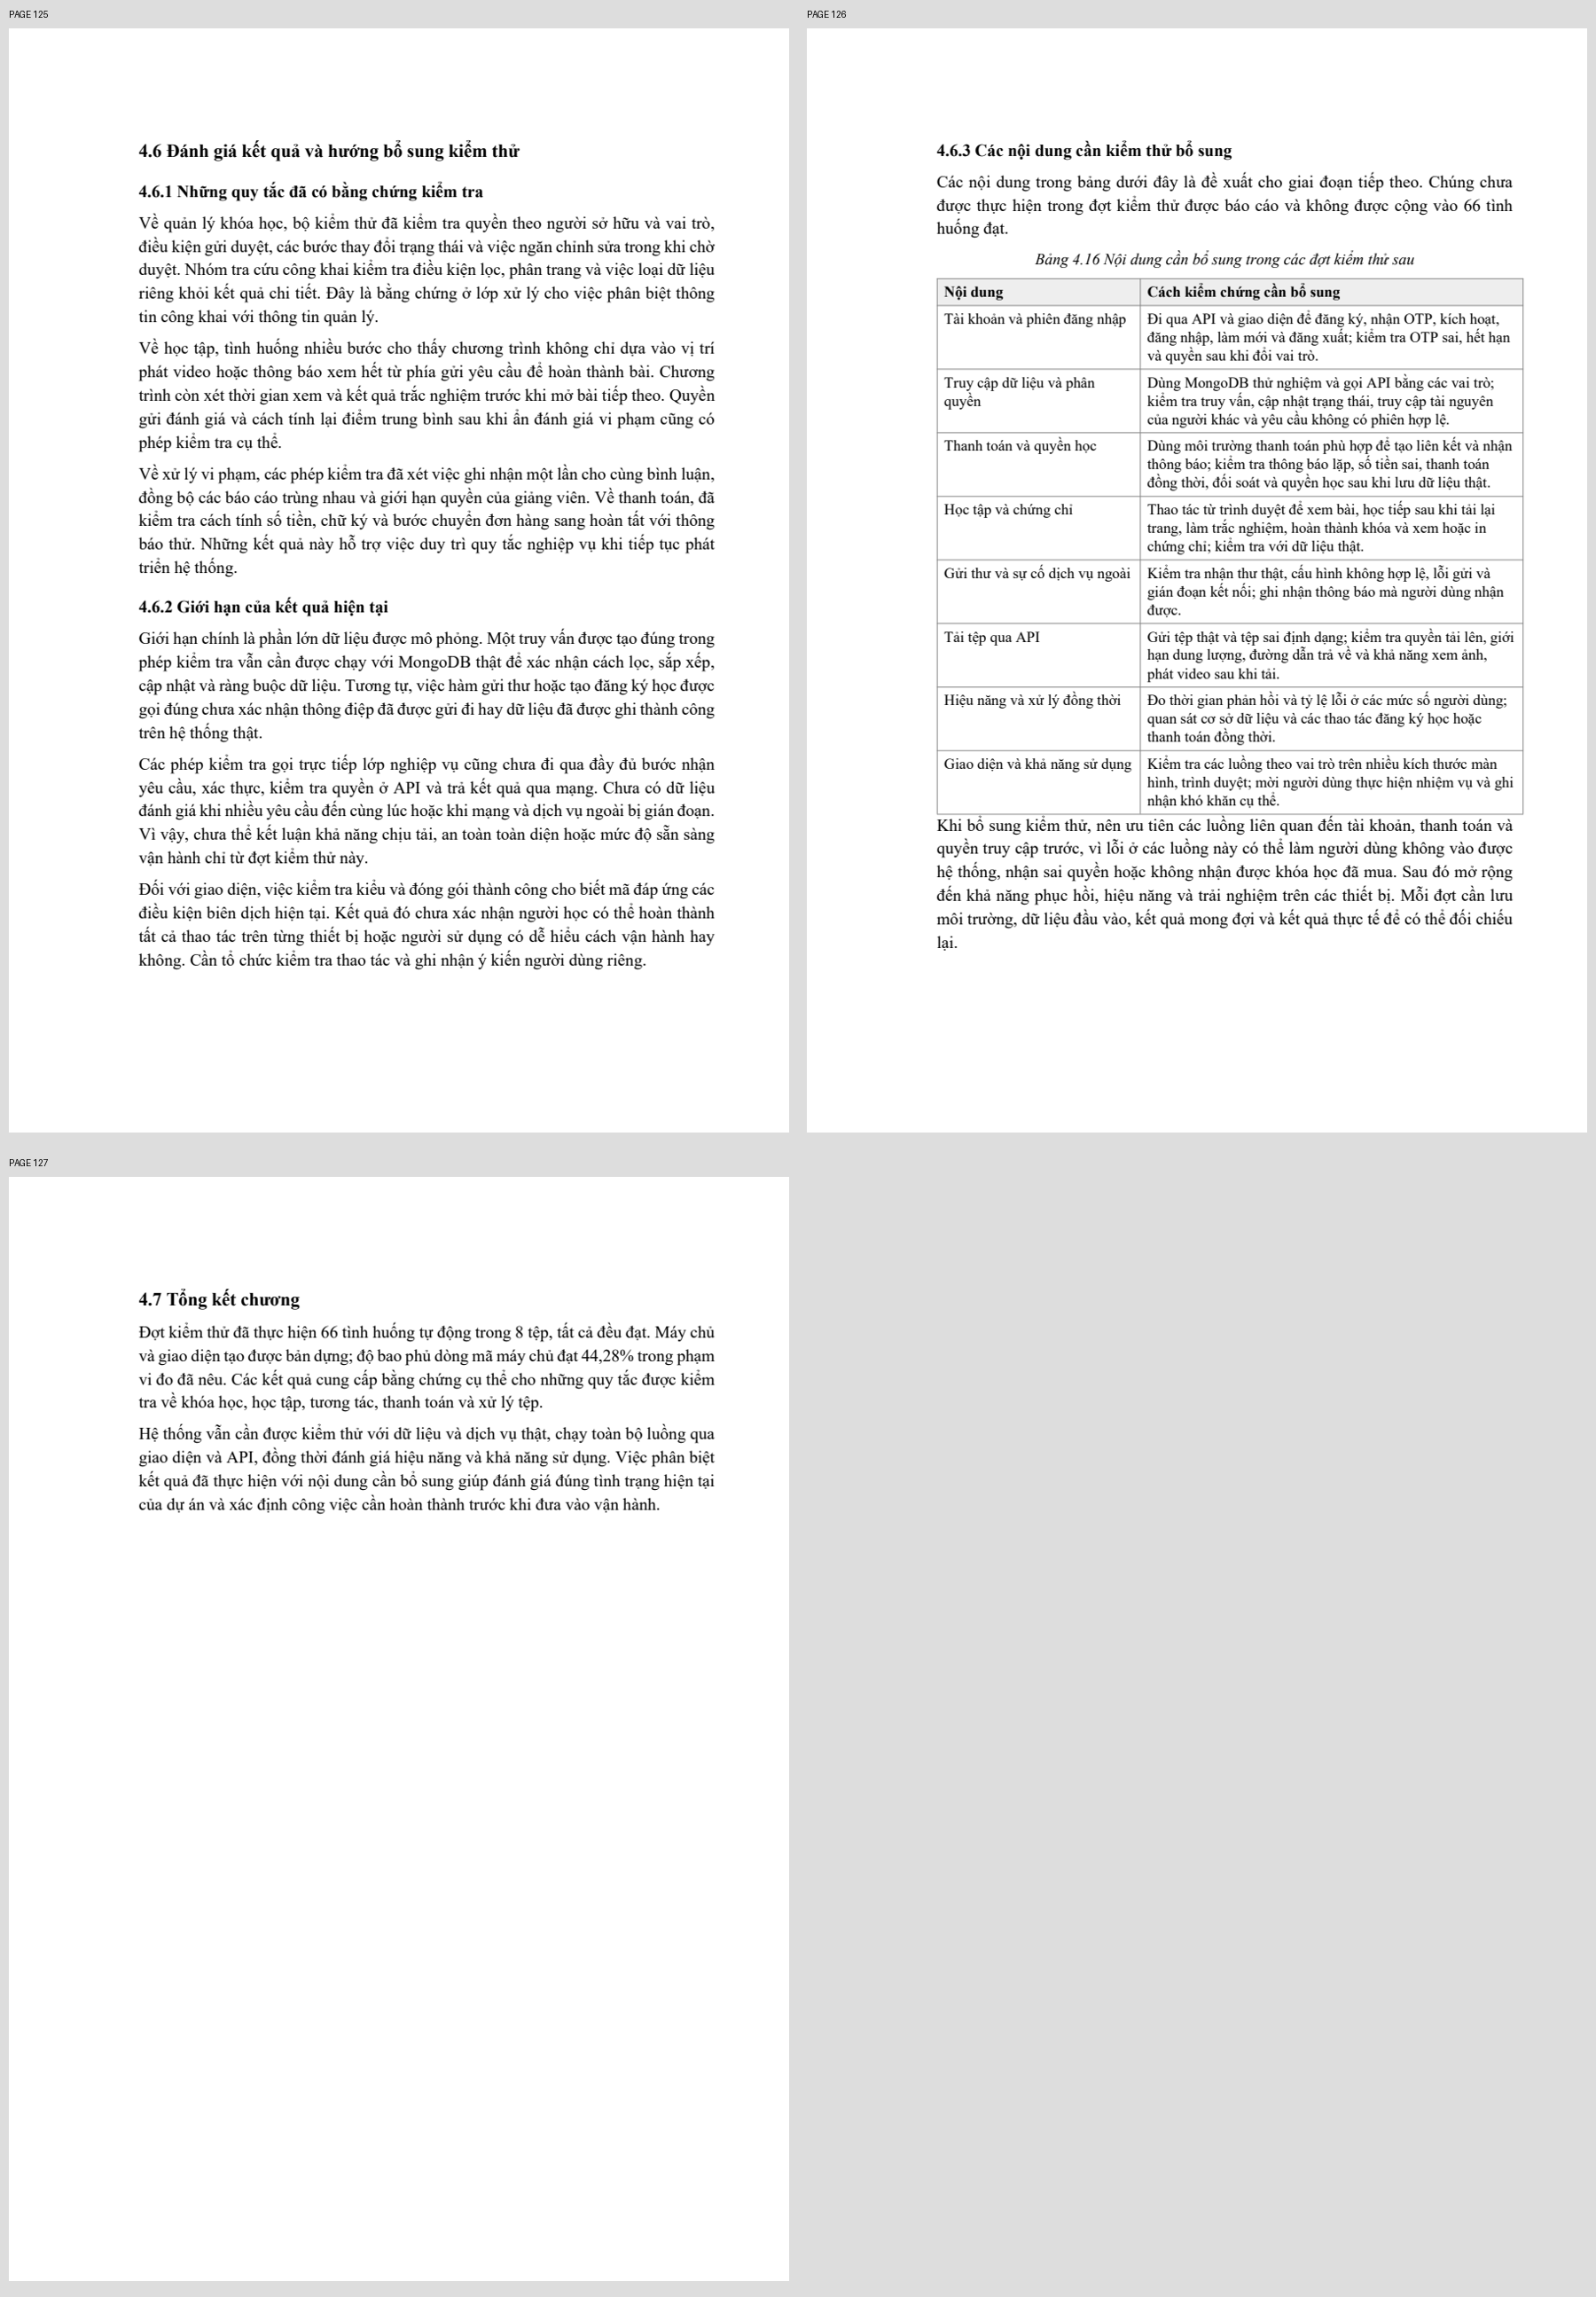 PAGE 125
4.6 Đánh giá kết quả và hướng bổ sung kiểm thử
4.6.1 Những quy tắc đã có bằng chứng kiểm tra
Về quản lý khóa học, bộ kiểm thử đã kiểm tra quyền theo người sở hữu và vai trò,
điều kiện gửi duyệt, các bước thay đổi trạng thái và việc ngăn chỉnh sửa trong khi chờ
duyệt. Nhóm tra cứu công khai kiểm tra điều kiện lọc, phân trang và việc loại dữ liệu
riêng khỏi kết quả chi tiết. Đây là bằng chứng ở lớp xử lý cho việc phân biệt thông
tin công khai với thông tin quản lý.
Về học tập, tình huống nhiều bước cho thấy chương trình không chỉ dựa vào vị trí
phát video hoặc thông báo xem hết từ phía gửi yêu cầu để hoàn thành bài. Chương
trình còn xét thời gian xem và kết quả trắc nghiệm trước khi mở bài tiếp theo. Quyền
gửi đánh giá và cách tính lại điểm trung bình sau khi ẩn đánh giá vi phạm cũng có
phép kiểm tra cụ thể.
Về xử lý vi phạm, các phép kiểm tra đã xét việc ghi nhận một lần cho cùng bình luận,
đồng bộ các báo cáo trùng nhau và giới hạn quyền của giảng viên. Về thanh toán, đã
kiểm tra cách tính số tiền, chữ ký và bước chuyển đơn hàng sang hoàn tất với thông
báo thử. Những kết quả này hỗ trợ việc duy trì quy tắc nghiệp vụ khi tiếp tục phát
triển hệ thống.
4.6.2 Giới hạn của kết quả hiện tại
Giới hạn chính là phần lớn dữ liệu được mô phỏng. Một truy vấn được tạo đúng trong
phép kiểm tra vẫn cần được chạy với MongoDB thật để xác nhận cách lọc, sắp xếp,
cập nhật và ràng buộc dữ liệu. Tương tự, việc hàm gửi thư hoặc tạo đăng ký học được
gọi đúng chưa xác nhận thông điệp đã được gửi đi hay dữ liệu đã được ghi thành công
trên hệ thống thật.
Các phép kiểm tra gọi trực tiếp lớp nghiệp vụ cũng chưa đi qua đầy đủ bước nhận
yêu cầu, xác thực, kiểm tra quyền ở API và trả kết quả qua mạng. Chưa có dữ liệu
đánh giá khi nhiều yêu cầu đến cùng lúc hoặc khi mạng và dịch vụ ngoài bị gián đoạn.
Vì vậy, chưa thể kết luận khả năng chịu tải, an toàn toàn diện hoặc mức độ sẵn sàng
vận hành chỉ từ đợt kiểm thử này.
Đối với giao diện, việc kiểm tra kiểu và đóng gói thành công cho biết mã đáp ứng các
điều kiện biên dịch hiện tại. Kết quả đó chưa xác nhận người học có thể hoàn thành
tất cả thao tác trên từng thiết bị hoặc người sử dụng có dễ hiểu cách vận hành hay
không. Cần tổ chức kiểm tra thao tác và ghi nhận ý kiến người dùng riêng.
PAGE 126
4.6.3 Các nội dung cần kiểm thử bổ sung
Các nội dung trong bảng dưới đây là đề xuất cho giai đoạn tiếp theo. Chúng chưa
được thực hiện trong đợt kiểm thử được báo cáo và không được cộng vào 66 tình
huống đạt.
Bảng 4.16 Nội dung cần bổ sung trong các đợt kiểm thử sau
Nội dung
Cách kiểm chứng cần bổ sung
Tài khoản và phiên đăng nhập
Đi qua API và giao diện để đăng ký, nhận OTP, kích hoạt,
đăng nhập, làm mới và đăng xuất; kiểm tra OTP sai, hết hạn
và quyền sau khi đổi vai trò.
Truy cập dữ liệu và phân
quyền
Dùng MongoDB thử nghiệm và gọi API bằng các vai trò;
kiểm tra truy vấn, cập nhật trạng thái, truy cập tài nguyên
của người khác và yêu cầu không có phiên hợp lệ.
Thanh toán và quyền học
Dùng môi trường thanh toán phù hợp để tạo liên kết và nhận
thông báo; kiểm tra thông báo lặp, số tiền sai, thanh toán
đồng thời, đối soát và quyền học sau khi lưu dữ liệu thật.
Học tập và chứng chỉ
Thao tác từ trình duyệt để xem bài, học tiếp sau khi tải lại
trang, làm trắc nghiệm, hoàn thành khóa và xem hoặc in
chứng chỉ; kiểm tra với dữ liệu thật.
Gửi thư và sự cố dịch vụ ngoài
Kiểm tra nhận thư thật, cấu hình không hợp lệ, lỗi gửi và
gián đoạn kết nối; ghi nhận thông báo mà người dùng nhận
được.
Tải tệp qua API
Gửi tệp thật và tệp sai định dạng; kiểm tra quyền tải lên, giới
hạn dung lượng, đường dẫn trả về và khả năng xem ảnh,
phát video sau khi tải.
Hiệu năng và xử lý đồng thời
Đo thời gian phản hồi và tỷ lệ lỗi ở các mức số người dùng;
quan sát cơ sở dữ liệu và các thao tác đăng ký học hoặc
thanh toán đồng thời.
Giao diện và khả năng sử dụng
Kiểm tra các luồng theo vai trò trên nhiều kích thước màn
hình, trình duyệt; mời người dùng thực hiện nhiệm vụ và ghi
nhận khó khăn cụ thể.
Khi bổ sung kiểm thử, nên ưu tiên các luồng liên quan đến tài khoản, thanh toán và
quyền truy cập trước, vì lỗi ở các luồng này có thể làm người dùng không vào được
hệ thống, nhận sai quyền hoặc không nhận được khóa học đã mua. Sau đó mở rộng
đến khả năng phục hồi, hiệu năng và trải nghiệm trên các thiết bị. Mỗi đợt cần lưu
môi trường, dữ liệu đầu vào, kết quả mong đợi và kết quả thực tế để có thể đối chiếu
lại.
PAGE 127
4.7 Tổng kết chương
Đợt kiểm thử đã thực hiện 66 tình huống tự động trong 8 tệp, tất cả đều đạt. Máy chủ
và giao diện tạo được bản dựng; độ bao phủ dòng mã máy chủ đạt 44,28% trong phạm
vi đo đã nêu. Các kết quả cung cấp bằng chứng cụ thể cho những quy tắc được kiểm
tra về khóa học, học tập, tương tác, thanh toán và xử lý tệp.
Hệ thống vẫn cần được kiểm thử với dữ liệu và dịch vụ thật, chạy toàn bộ luồng qua
giao diện và API, đồng thời đánh giá hiệu năng và khả năng sử dụng. Việc phân biệt
kết quả đã thực hiện với nội dung cần bổ sung giúp đánh giá đúng tình trạng hiện tại
của dự án và xác định công việc cần hoàn thành trước khi đưa vào vận hành.